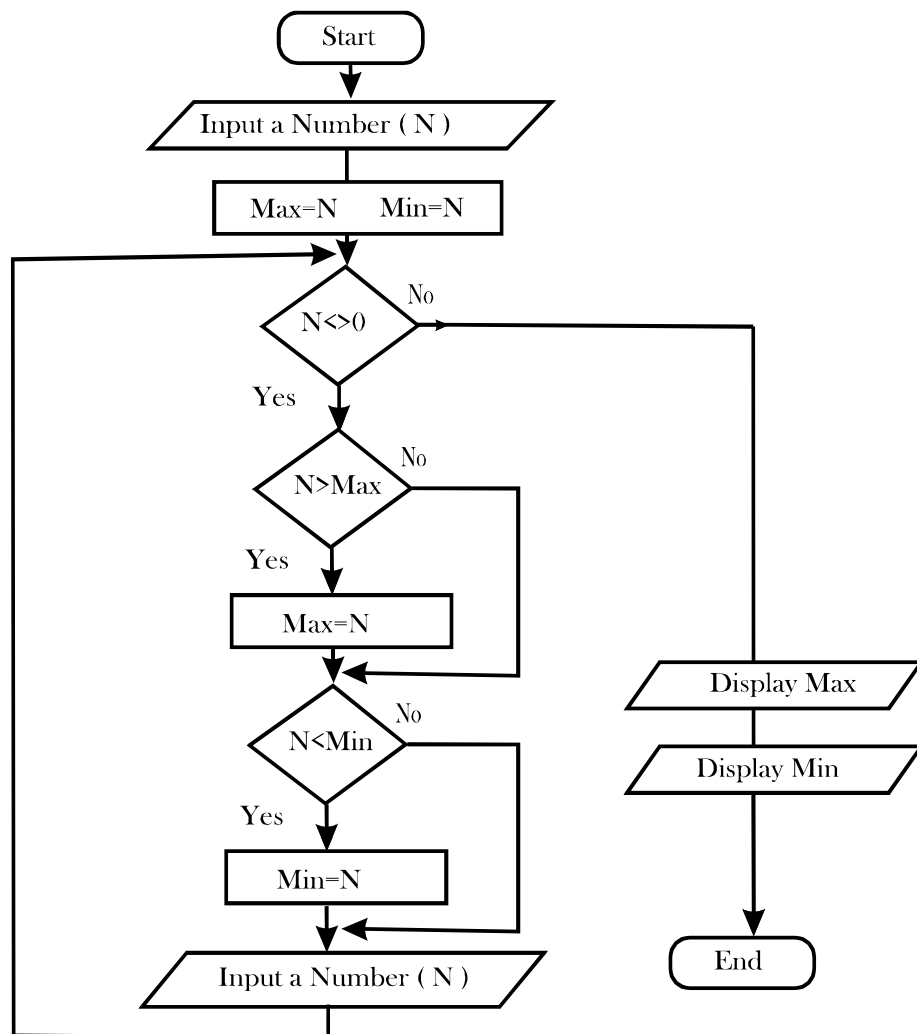 Start
Input a Number ( N )
Max=N Min=N
N<>0
No
Yes
N>Max
No
Yes
Max=N
N<Min
No
Yes
Min=N
Input a Number ( N )
Display Max
Display Min
End